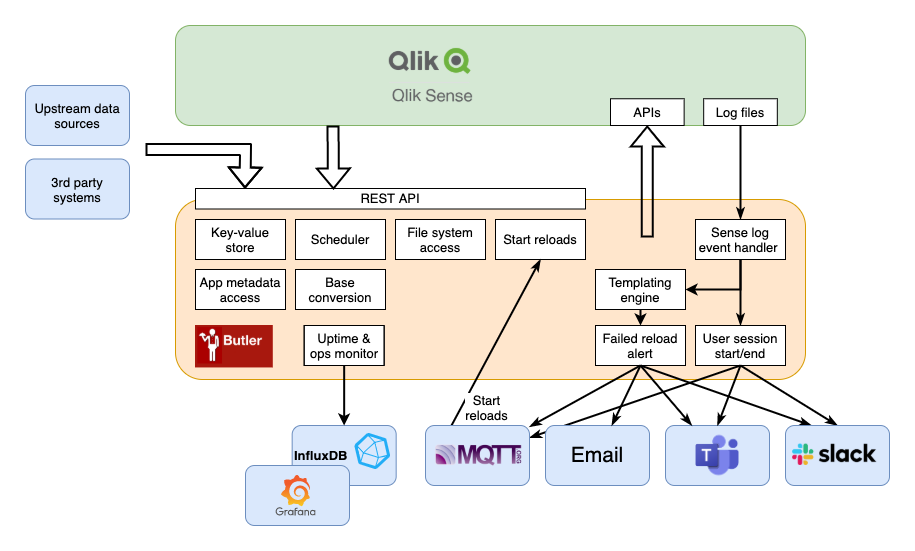 Qlik
Qlik Sense
APIs
Log files
Upstream data
sources
3rd party
systems
REST API
Key-value
store
Scheduler
File system
access
Start reloads
Sense log
event handler
App metadata
access
Base
conversion
Templating
engine
Butler
Uptime &
ops monitor
Failed reload
alert
User session
start/end
Start
reloads
InfluxDB
Grafana
MQTT.ORG
Email
T
slack